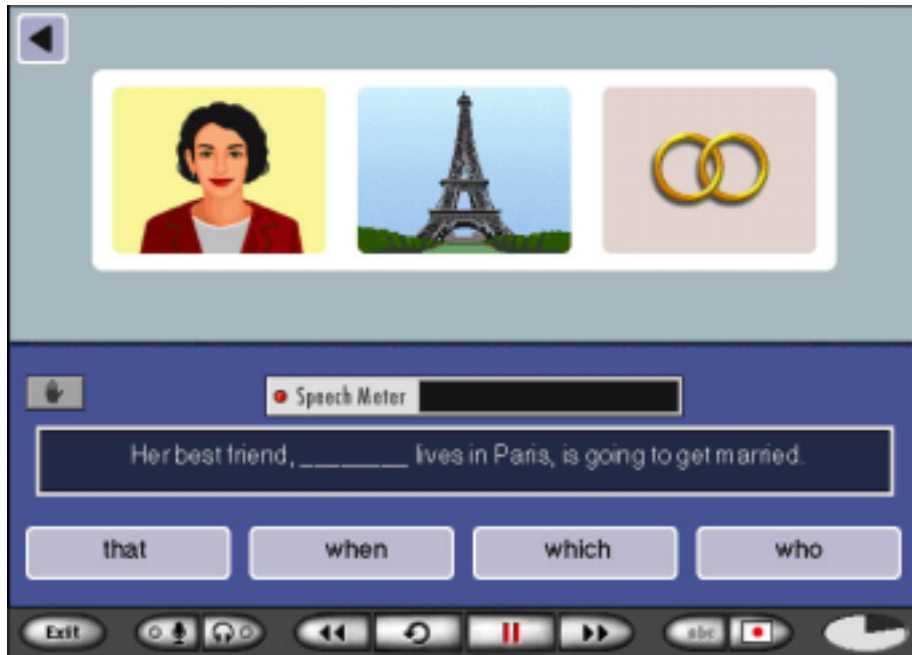 Speech Meter
Her best friend, ________ lives in Paris, is going to get married.
that when which who
Exit abc